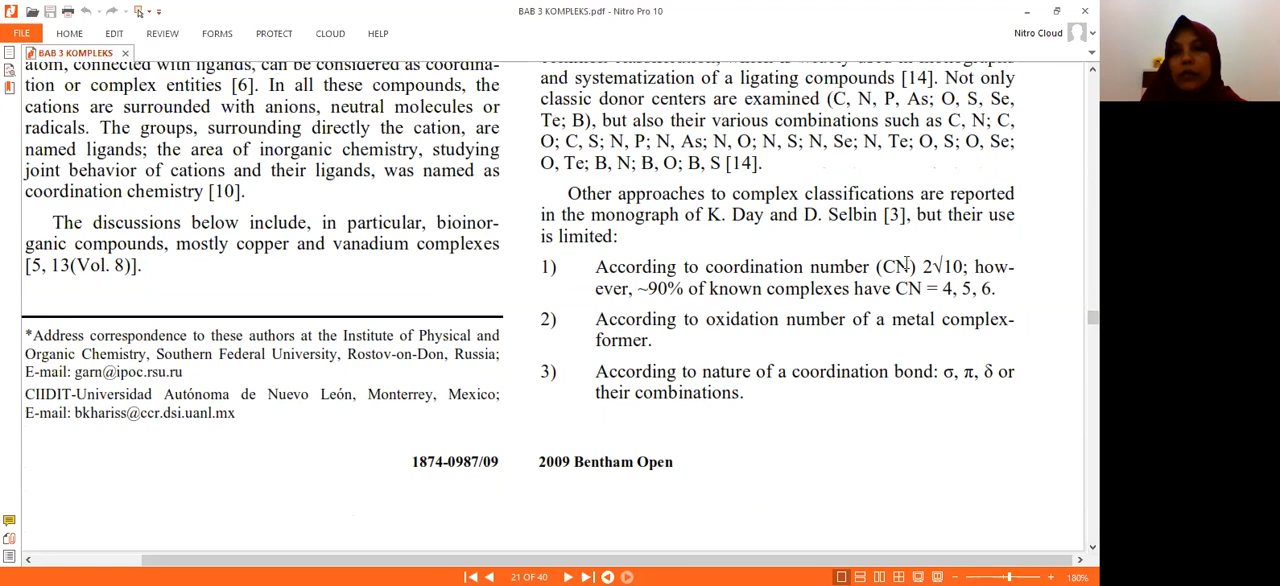 BAB 3 KOMPLEKS.pdf - Nitro Pro 10
FILE HOME EDIT REVIEW FORMS PROTECT CLOUD HELP
Nitro Cloud
BAB 3 KOMPLEKS
atom, connected with ligands, can be considered as coordina-
tion or complex entities [6]. In all these compounds, the
cations are surrounded with anions, neutral molecules or
radicals. The groups, surrounding directly the cation, are
named ligands; the area of inorganic chemistry, studying
joint behavior of cations and their ligands, was named as
coordination chemistry [10].
The discussions below include, in particular, bioinor-
ganic compounds, mostly copper and vanadium complexes
[5, 13(Vol. 8)].
*Address correspondence to these authors at the Institute of Physical and
Organic Chemistry, Southern Federal University, Rostov-on-Don, Russia;
E-mail: garn@ipoc.rsu.ru
CIIDIT-Universidad Autónoma de Nuevo León, Monterrey, Mexico;
E-mail: bkhariss@ccr.dsi.uanl.mx
and systematization of a ligating compounds [14]. Not only
classic donor centers are examined (C, N, P, As; O, S, Se,
Te; B), but also their various combinations such as C, N; C,
O; C, S; N, P; N, As; N, O; N, S; N, Se; N, Te; O, S; O, Se;
O, Te; B, N; B, O; B, S [14].
Other approaches to complex classifications are reported
in the monograph of K. Day and D. Selbin [3], but their use
is limited:
1) According to coordination number (CN) 2√10; how-
ever, ~90% of known complexes have CN = 4, 5, 6.
2) According to oxidation number of a metal complex-
former.
3) According to nature of a coordination bond: σ, π, δ or
their combinations.
1874-0987/09 2009 Bentham Open
21 OF 40
180%